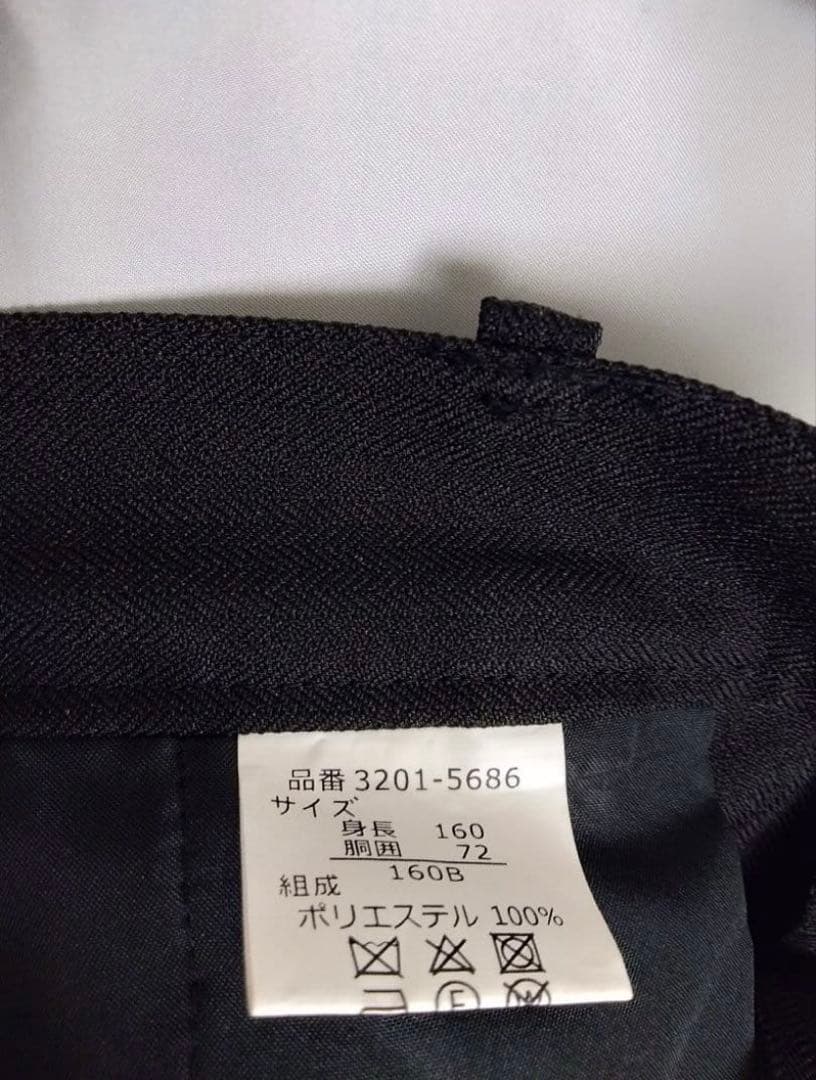 品番 3201-5686
サイズ
身長 160
胴囲 72
160B
組成
ポリエステル 100%
F
W